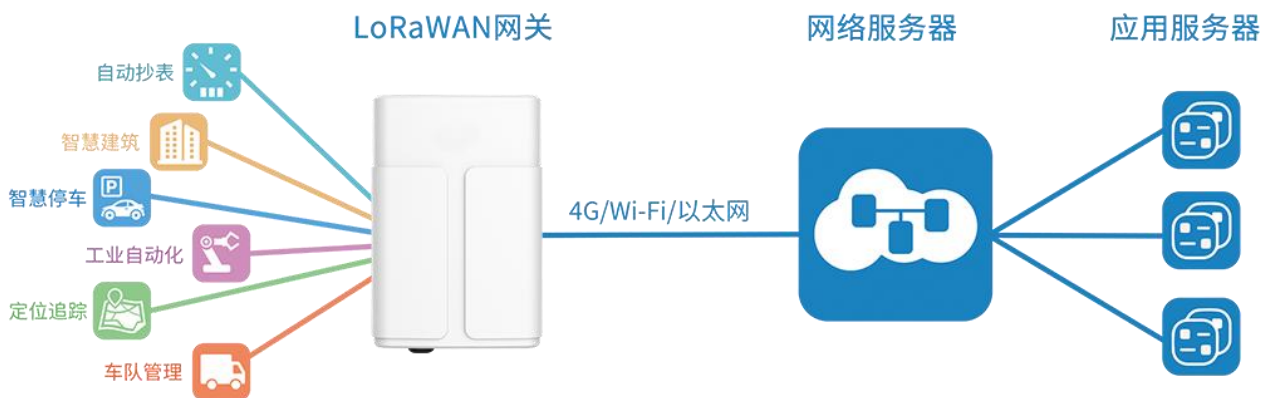 LoRaWAN网关
网络服务器
应用服务器
自动抄表
智慧建筑
P
智慧停车
4G/Wi-Fi/以太网
工业自动化
定位追踪
车队管理